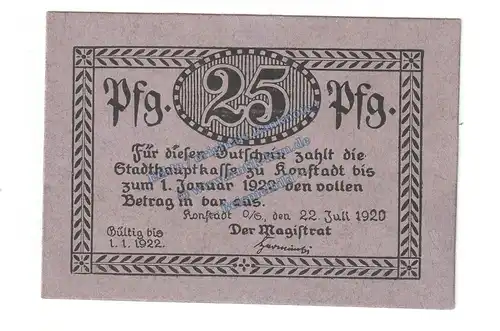 Pfg. 25 Pfg.
Für diesen Gutschein zahlt die
Stadthauptkasse zu Konstadt bis
zum 1. Januar 1922 den vollen
Betrag in bar aus.
Konstadt O/S., den 22. Juli 1920
Gültig bis Der Magistrat
1.1.1922.